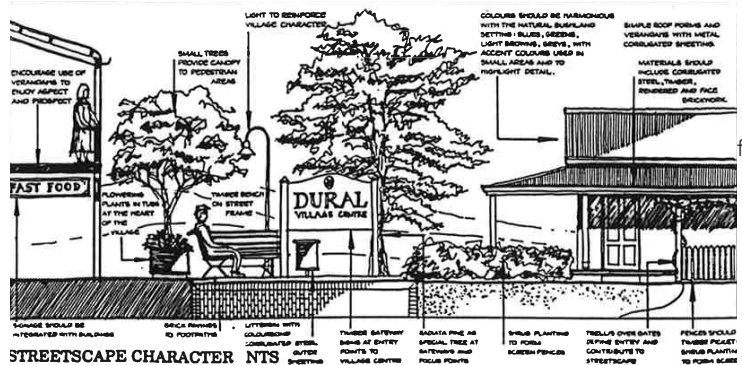 LIGHT TO REINFORCE
VILLAGE CHARACTER
COLOURS SHOULD BE HARMONIOUS
WITH THE NATURAL BUSHLAND
SETTING: BLUES, GREENS,
LIGHT BROWNS, GREYS, WITH
ACCENT COLOURS USED IN
SMALL AREAS AND TO
HIGHLIGHT DETAIL.
SIMPLE ROOF FORMS AND
VERANDAHS WITH METAL
CORRUGATED SHEETING.
SMALL TREES
PROVIDE CANOPY
TO PEDESTRIAN
AREAS
MATERIALS SHOULD
INCLUDE CORRUGATED
STEEL, TIMBER,
RENDERED AND FACE
BRICKWORK.
ENCOURAGE USE OF
VERANDAHS TO
ENJOY ASPECT
AND PROSPECT
f
FAST FOOD
FLOWERING
PLANTS IN TUBS
AT THE HEART
OF THE
VILLAGE
TIMBER BENCH
ON STREET
FRAME
DURAL
VILLAGE CENTRE
SIGNAGE SHOULD BE
INTEGRATED WITH BUILDINGS
BRICK PAVINGS
TO FOOTPATHS
LITTERBIN WITH
COLOURBOND
CORRUGATED STEEL
OUTER
SHEETING
TIMBER GATEWAY
SIGNS AT ENTRY
POINTS TO
VILLAGE CENTRE
RADIATA PINE AS
SPECIAL TREE AT
GATEWAYS AND
FOCUS POINTS
SHRUB PLANTING
TO FORM
SCREEN FENCES
TRELLIS OVER GATES
DEFINE ENTRY AND
CONTRIBUTE TO
STREETSCAPE
FENCES SHOULD
TIMBER PICKET
SHRUB PLANTIN
TO FORM SCREE
STREETSCAPE CHARACTER NTS